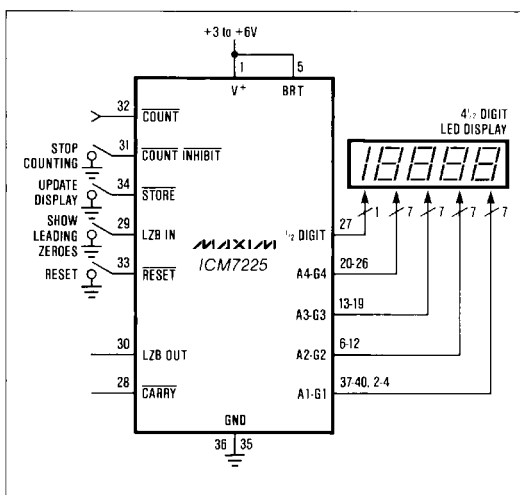 +3 to +6V
1
5
V+
BRT
32
COUNT
31
STOP
COUNTING
COUNT INHIBIT
34
UPDATE
DISPLAY
STORE
29
SHOW
LEADING
ZEROES
LZB IN
33
RESET
RESET
30
LZB OUT
28
CARRY
MAXIM
ICM7225
GND
36
35
4½ DIGIT
LED DISPLAY
18888
1
7
7
7
7
½ DIGIT
27
A4-G4
20-26
A3-G3
13-19
A2-G2
6-12
A1-G1
37-40, 2-4